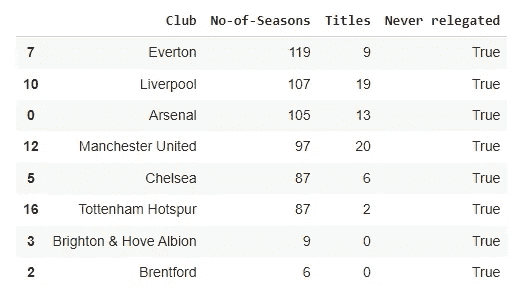 Club No-of-Seasons Titles Never relegated
7 Everton 119 9 True
10 Liverpool 107 19 True
0 Arsenal 105 13 True
12 Manchester United 97 20 True
5 Chelsea 87 6 True
16 Tottenham Hotspur 87 2 True
3 Brighton & Hove Albion 9 0 True
2 Brentford 6 0 True